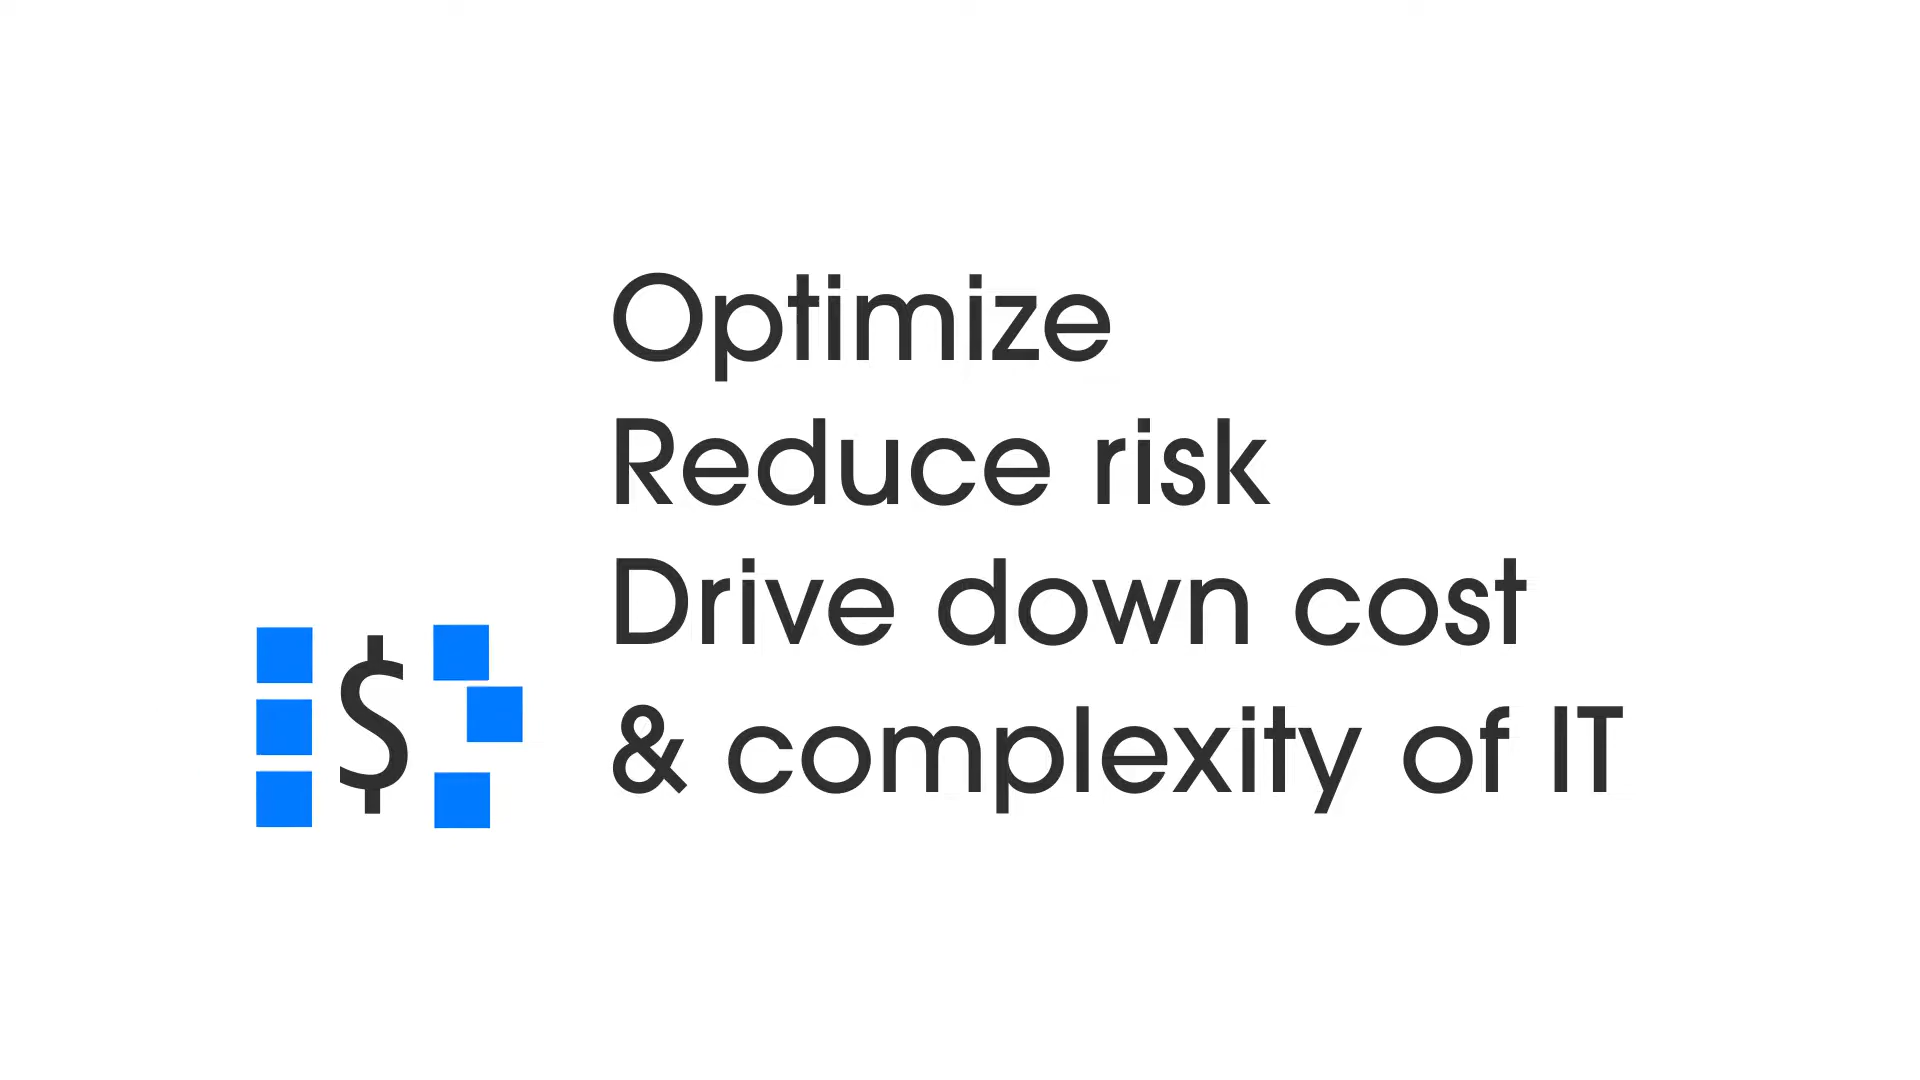 Optimize
Reduce risk
Drive down cost
& complexity of IT
$